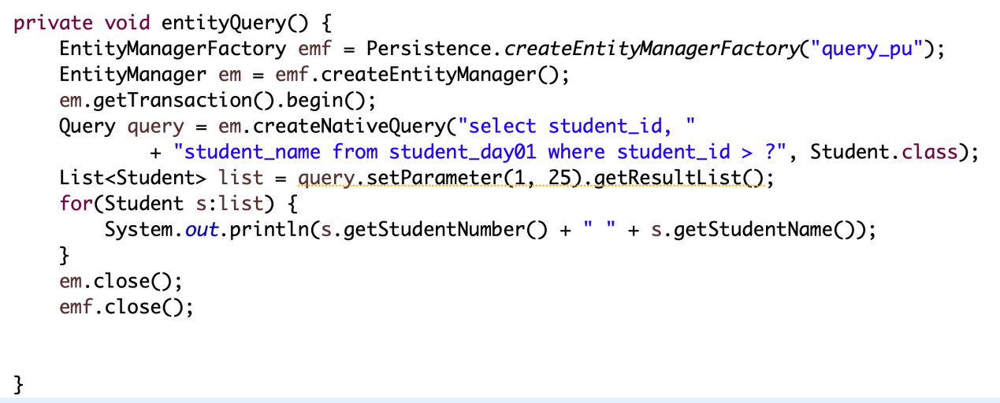 private void entityQuery() {
    EntityManagerFactory emf = Persistence.createEntityManagerFactory("query_pu");
    EntityManager em = emf.createEntityManager();
    em.getTransaction().begin();
    Query query = em.createNativeQuery("select student_id, "
            + "student_name from student_day01 where student_id > ?", Student.class);
    List<Student> list = query.setParameter(1, 25).getResultList();
    for(Student s:list) {
        System.out.println(s.getStudentNumber() + " " + s.getStudentName());
    }
    em.close();
    emf.close();
}